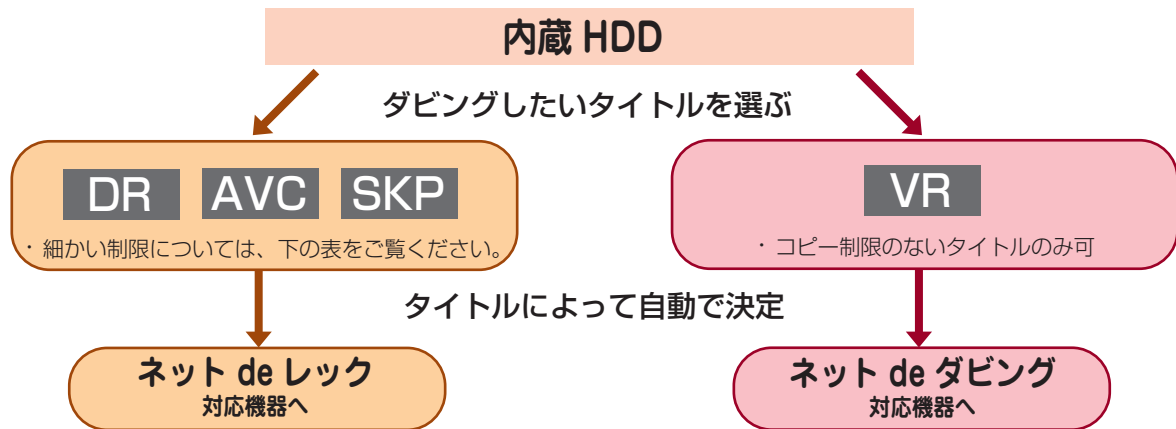 内蔵 HDD
ダビングしたいタイトルを選ぶ
DR AVC SKP
・細かい制限については、下の表をご覧ください。
VR
・コピー制限のないタイトルのみ可
タイトルによって自動で決定
ネット de レック
対応機器へ
ネット de ダビング
対応機器へ